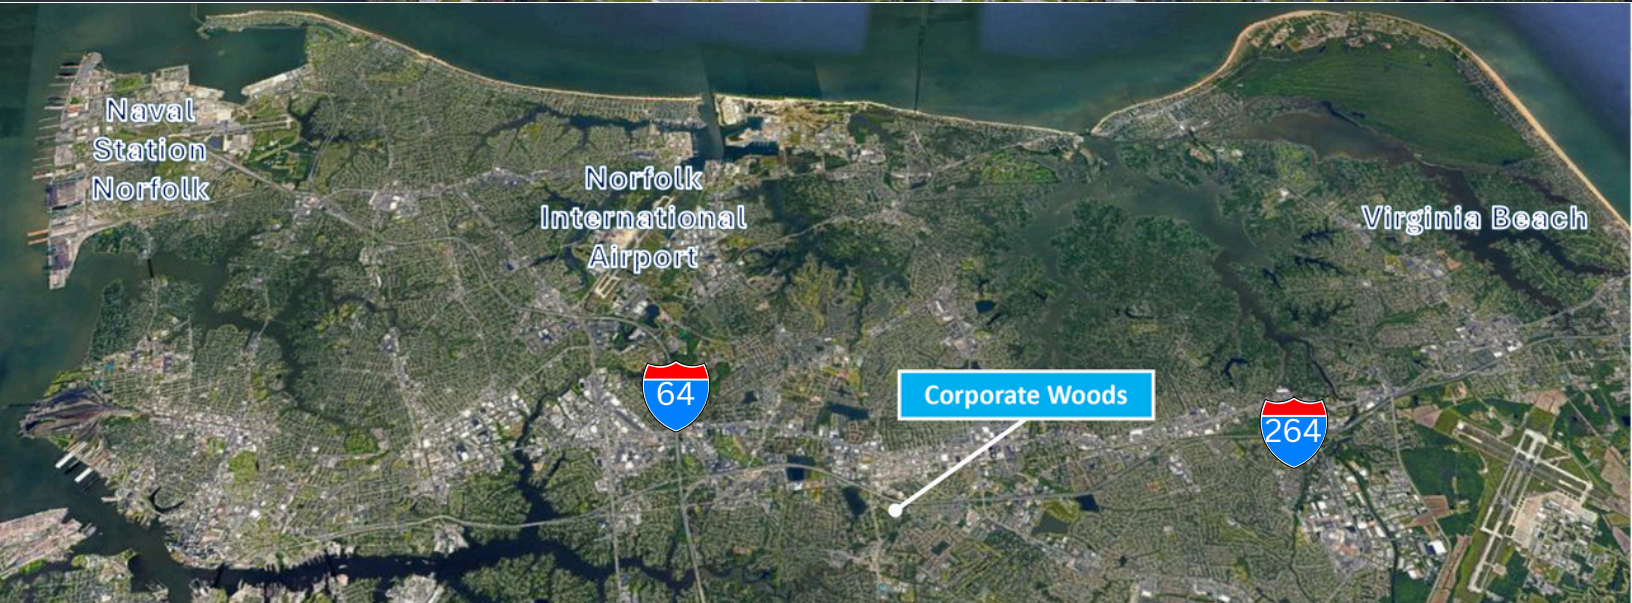 Naval
Station
Norfolk
Norfolk
International
Airport
Virginia Beach
64
Corporate Woods
264